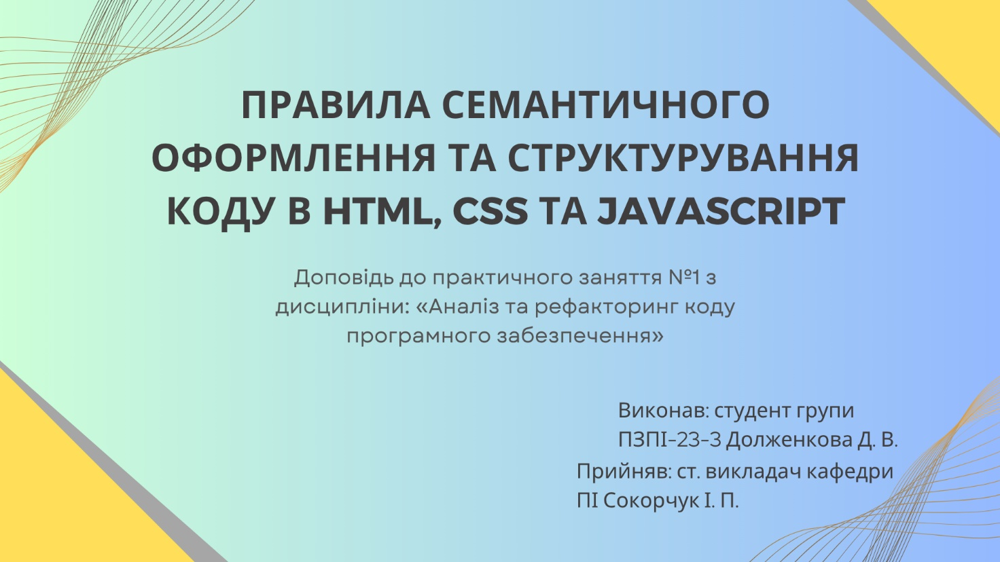 ПРАВИЛА СЕМАНТИЧНОГО
ОФОРМЛЕННЯ ТА СТРУКТУРУВАННЯ
КОДУ В HTML, CSS ТА JAVASCRIPT
Доповідь до практичного заняття №1 з
дисципліни: «Аналіз та рефакторинг коду
програмного забезпечення»
Виконав: студент групи
ПЗПІ-23-3 Долженкова Д. В.
Прийняв: ст. викладач кафедри
ПІ Сокорчук І. П.